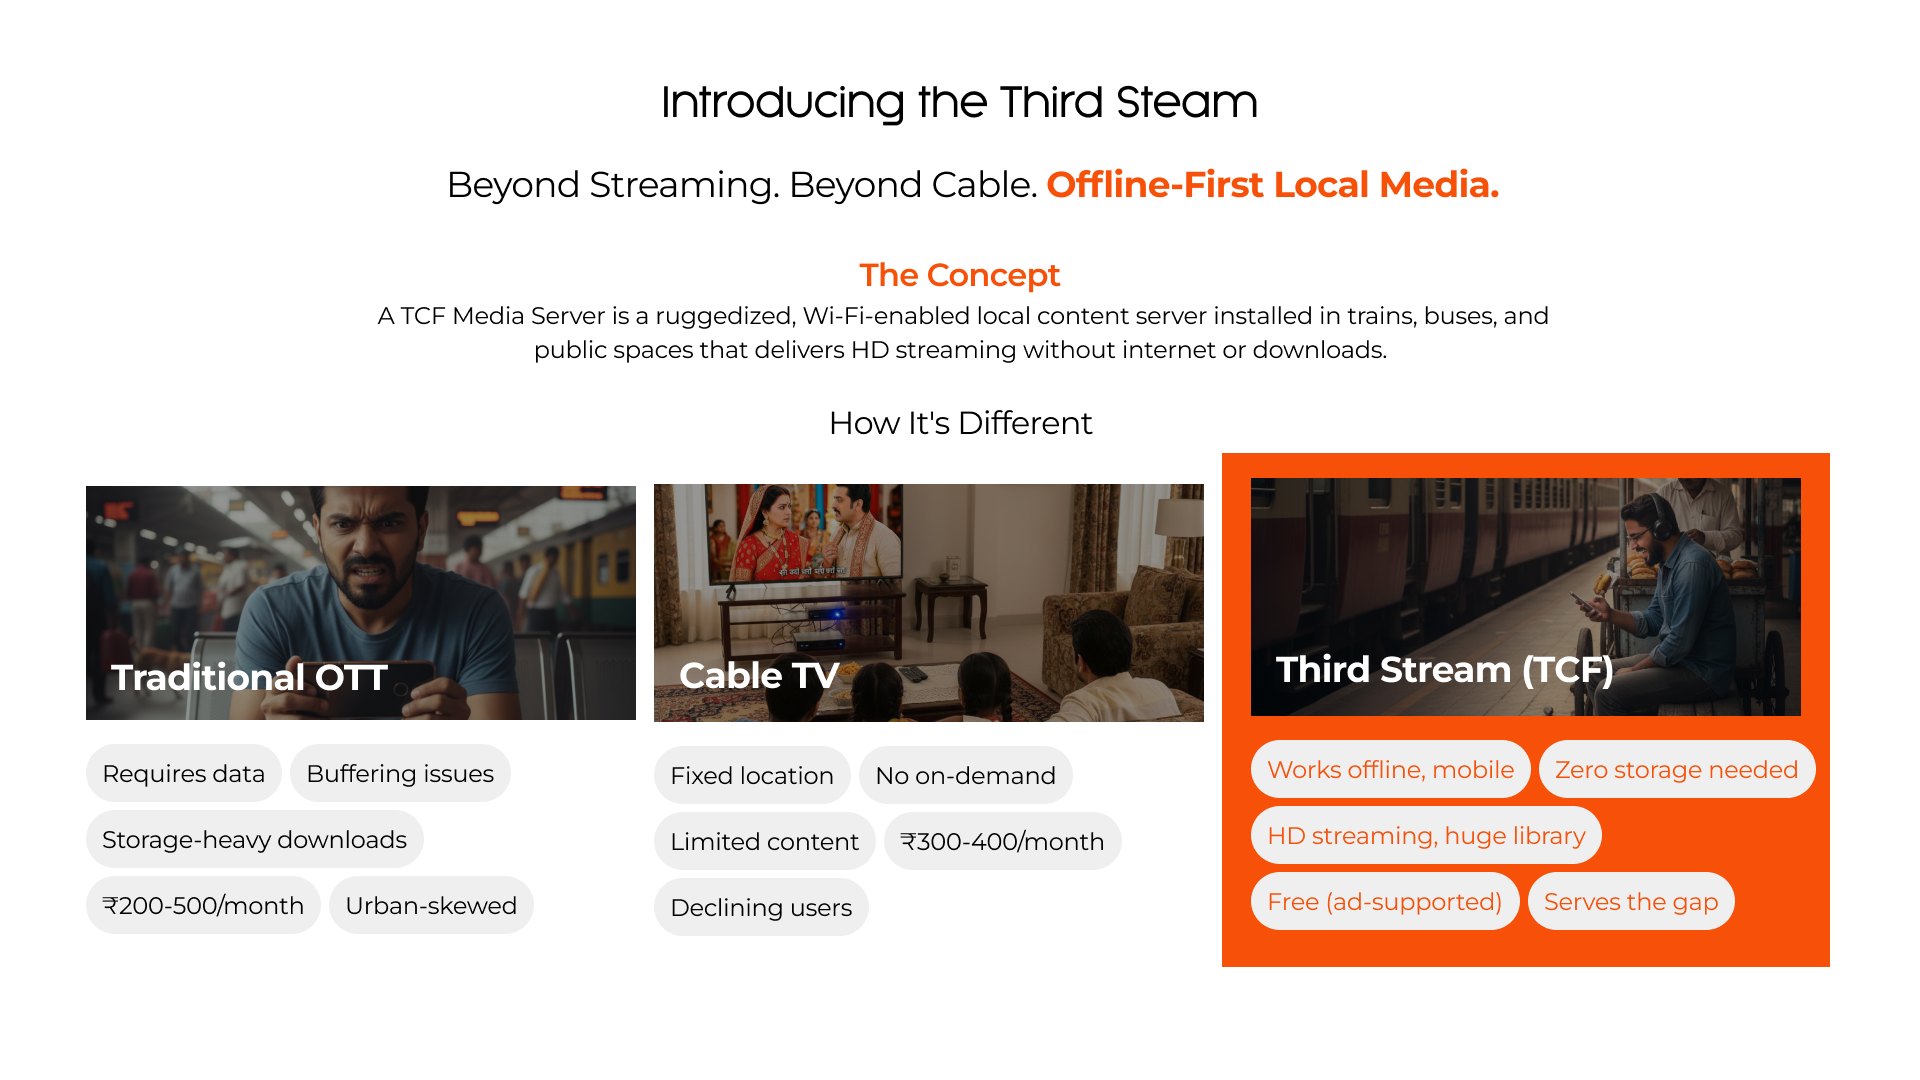 Introducing the Third Steam
Beyond Streaming. Beyond Cable. Offline-First Local Media.
The Concept
A TCF Media Server is a ruggedized, Wi-Fi-enabled local content server installed in trains, buses, and
public spaces that delivers HD streaming without internet or downloads.
How It's Different
Traditional OTT
Requires data
Buffering issues
Storage-heavy downloads
₹200-500/month
Urban-skewed
Cable TV
Fixed location
No on-demand
Limited content
₹300-400/month
Declining users
Third Stream (TCF)
Works offline, mobile
Zero storage needed
HD streaming, huge library
Free (ad-supported)
Serves the gap